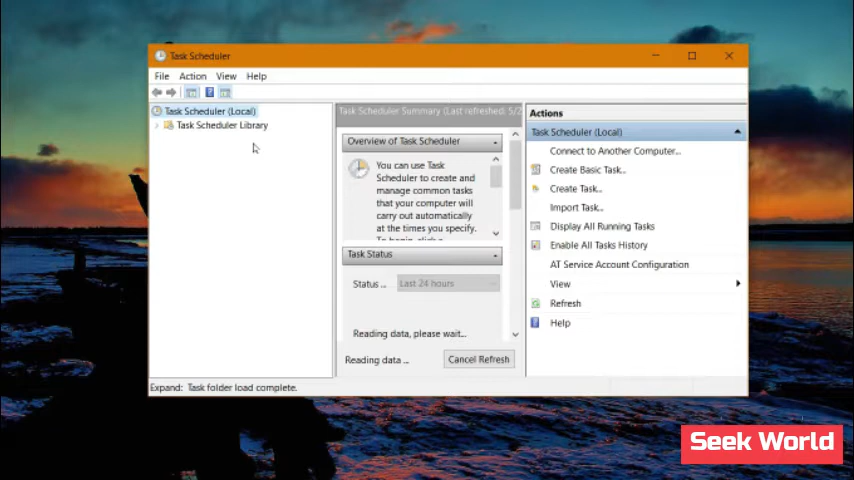 Task Scheduler
File Action View Help
Task Scheduler (Local)
Task Scheduler Library
Task Scheduler Summary (Last refreshed: 5/2
Overview of Task Scheduler
You can use Task
Scheduler to create and
manage common tasks
that your computer will
carry out automatically
at the times you specify.
Task Status
Status ... Last 24 hours
Reading data, please wait...
Reading data ... Cancel Refresh
Actions
Task Scheduler (Local)
Connect to Another Computer...
Create Basic Task...
Create Task...
Import Task...
Display All Running Tasks
Enable All Tasks History
AT Service Account Configuration
View
Refresh
Help
Expand: Task folder load complete.
Seek World